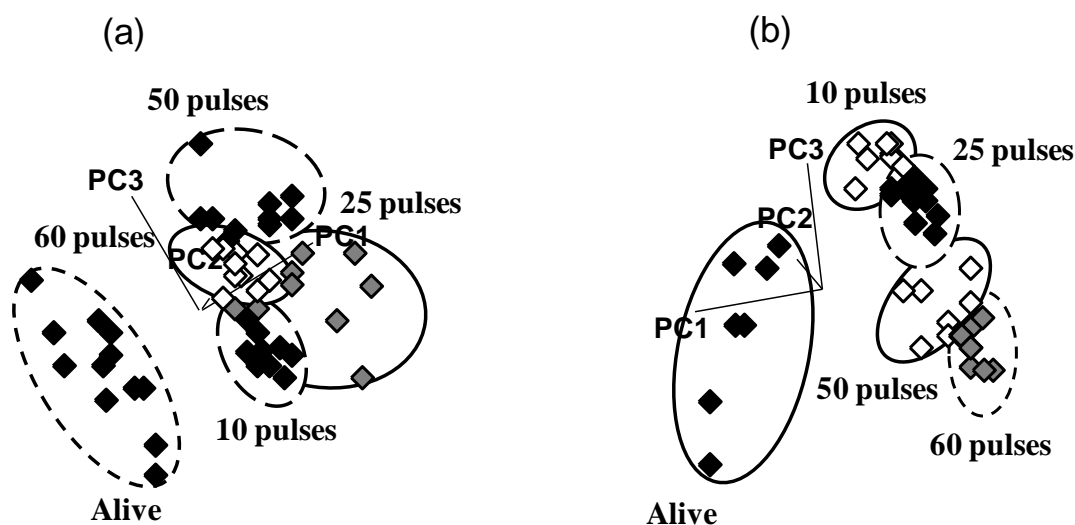 (a)
50 pulses
PC3
25 pulses
60 pulses
PC1
PC2
10 pulses
Alive
(b)
10 pulses
PC3
25 pulses
PC2
PC1
50 pulses
60 pulses
Alive